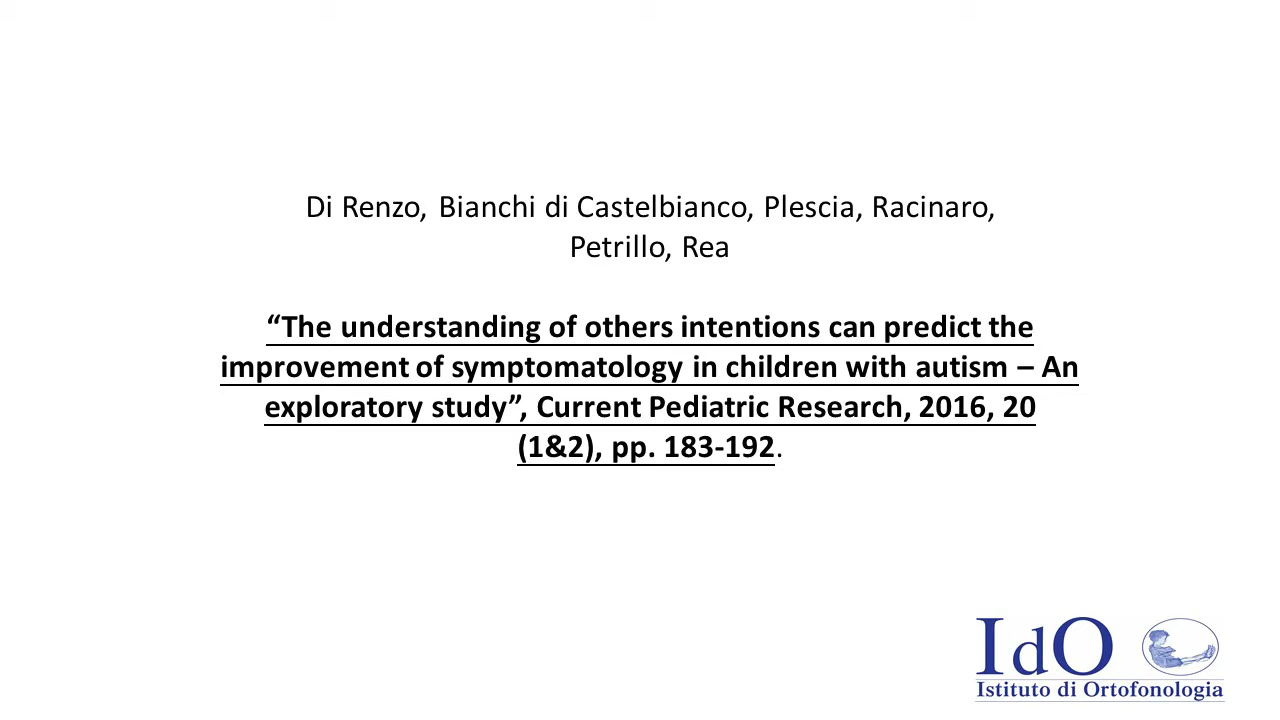 Di Renzo, Bianchi di Castelbianco, Plescia, Racinaro,
Petrillo, Rea
“The understanding of others intentions can predict the
improvement of symptomatology in children with autism – An
exploratory study”, Current Pediatric Research, 2016, 20
(1&2), pp. 183-192.
IdO
Istituto di Ortofonologia